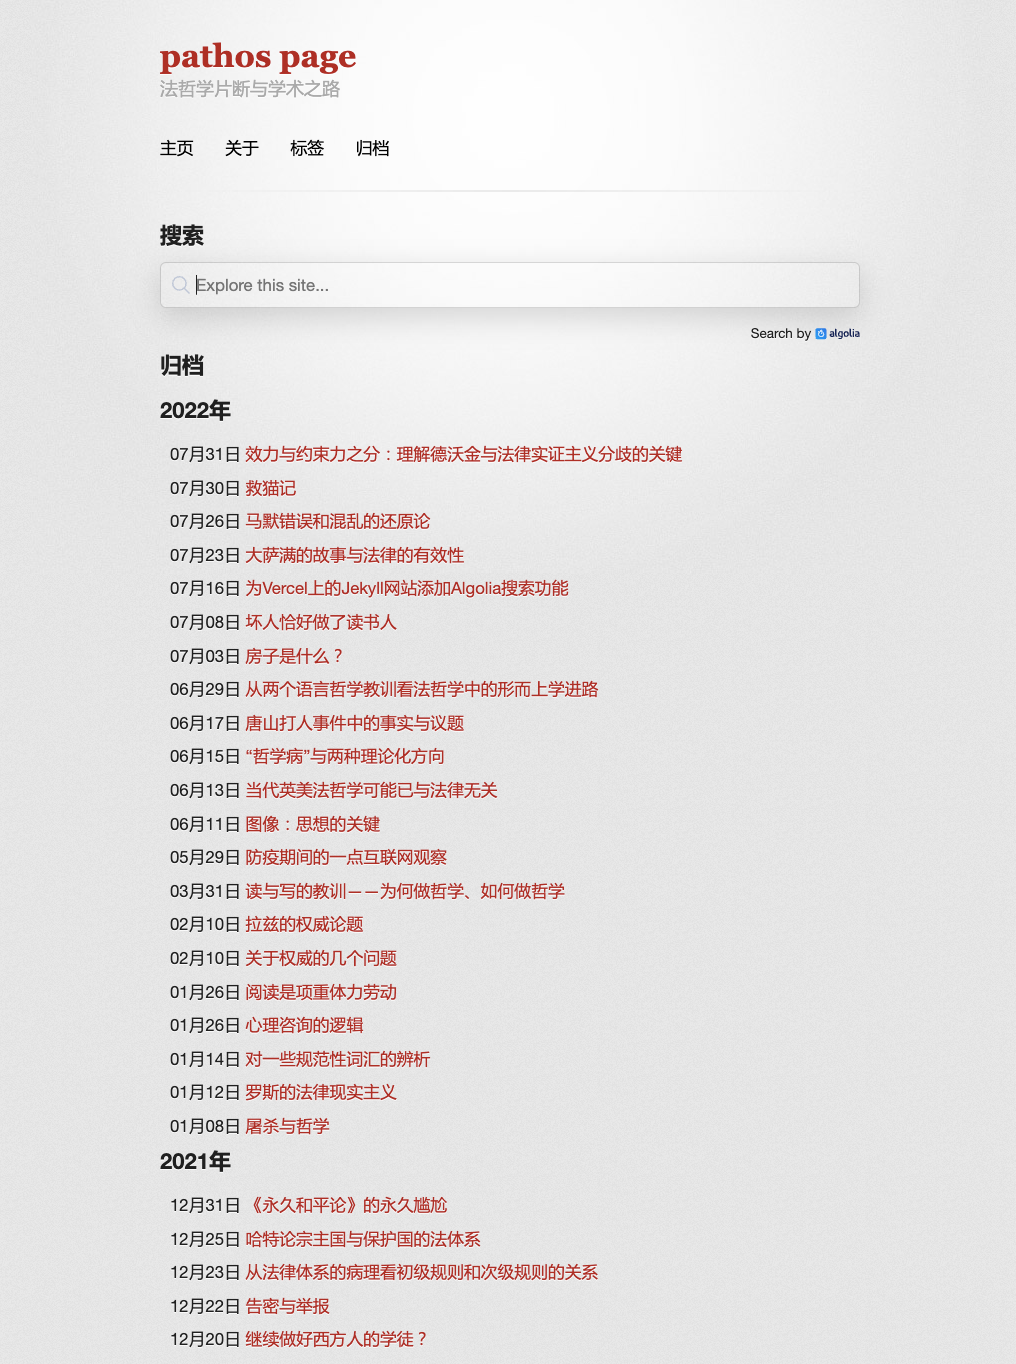 pathos page
法哲学片断与学术之路
主页 关于 标签 归档
搜索
Explore this site...
Search by algolia
归档
2022年
07月31日 效力与约束力之分：理解德沃金与法律实证主义分歧的关键
07月30日 救猫记
07月26日 马默错误和混乱的还原论
07月23日 大萨满的故事与法律的有效性
07月16日 为Vercel上的Jekyll网站添加Algolia搜索功能
07月08日 坏人恰好做了读书人
07月03日 房子是什么？
06月29日 从两个语言哲学教训看法哲学中的形而上学进路
06月17日 唐山打人事件中的事实与议题
06月15日 “哲学病”与两种理论化方向
06月13日 当代英美法哲学可能已与法律无关
06月11日 图像：思想的关键
05月29日 防疫期间的一点互联网观察
03月31日 读与写的教训——为何做哲学、如何做哲学
02月10日 拉兹的权威论题
02月10日 关于权威的几个问题
01月26日 阅读是项重体力劳动
01月26日 心理咨询的逻辑
01月14日 对一些规范性词汇的辨析
01月12日 罗斯的法律现实主义
01月08日 屠杀与哲学
2021年
12月31日 《永久和平论》的永久尴尬
12月25日 哈特论宗主国与保护国的法体系
12月23日 从法律体系的病理看初级规则和次级规则的关系
12月22日 告密与举报
12月20日 继续做好西方人的学徒？